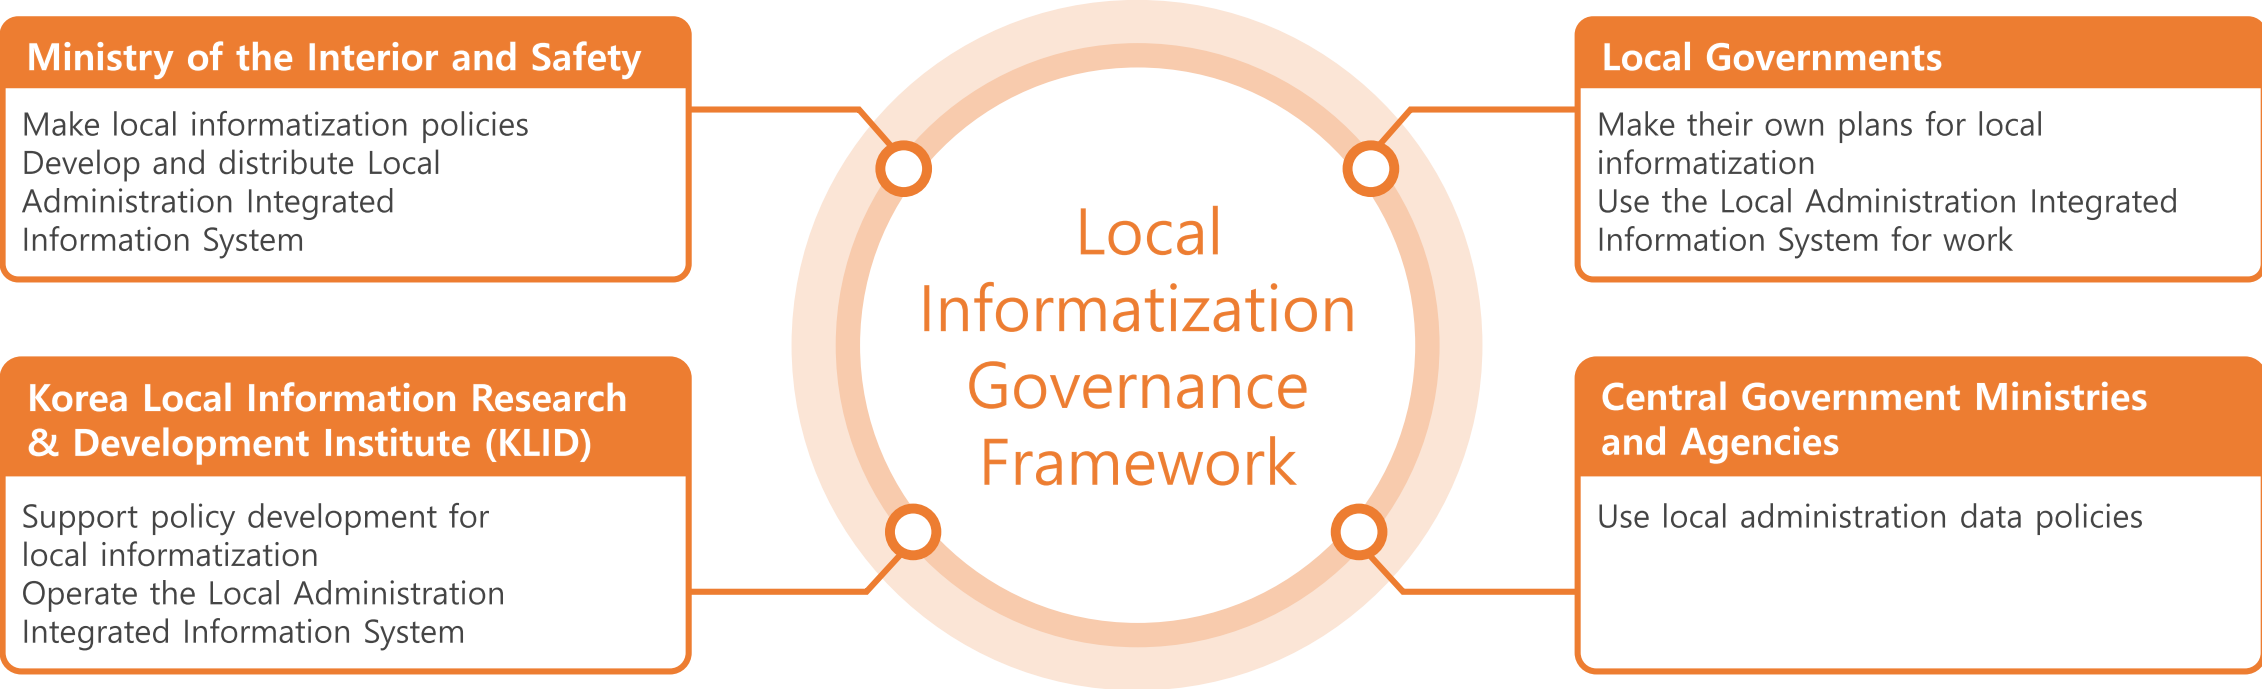 Ministry of the Interior and Safety
Make local informatization policies
Develop and distribute Local
Administration Integrated
Information System
Korea Local Information Research
& Development Institute (KLID)
Support policy development for
local informatization
Operate the Local Administration
Integrated Information System
Local
Informatization
Governance
Framework
Local Governments
Make their own plans for local
informatization
Use the Local Administration Integrated
Information System for work
Central Government Ministries
and Agencies
Use local administration data policies